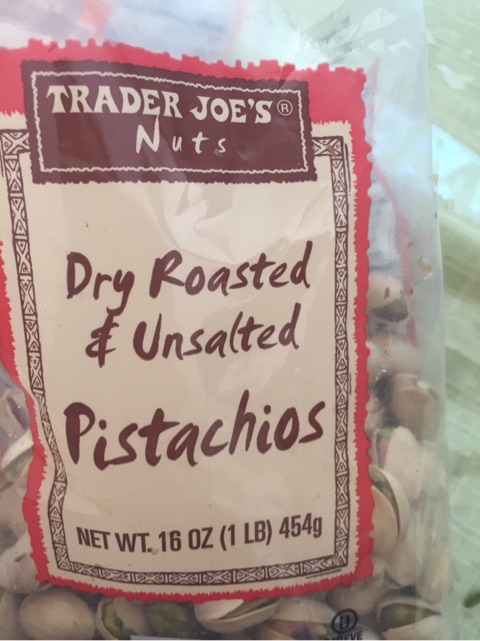 TRADER JOE'S®
Nuts
Dry Roasted
& Unsalted
Pistachios
NET WT. 16 OZ (1 LB) 454g
U